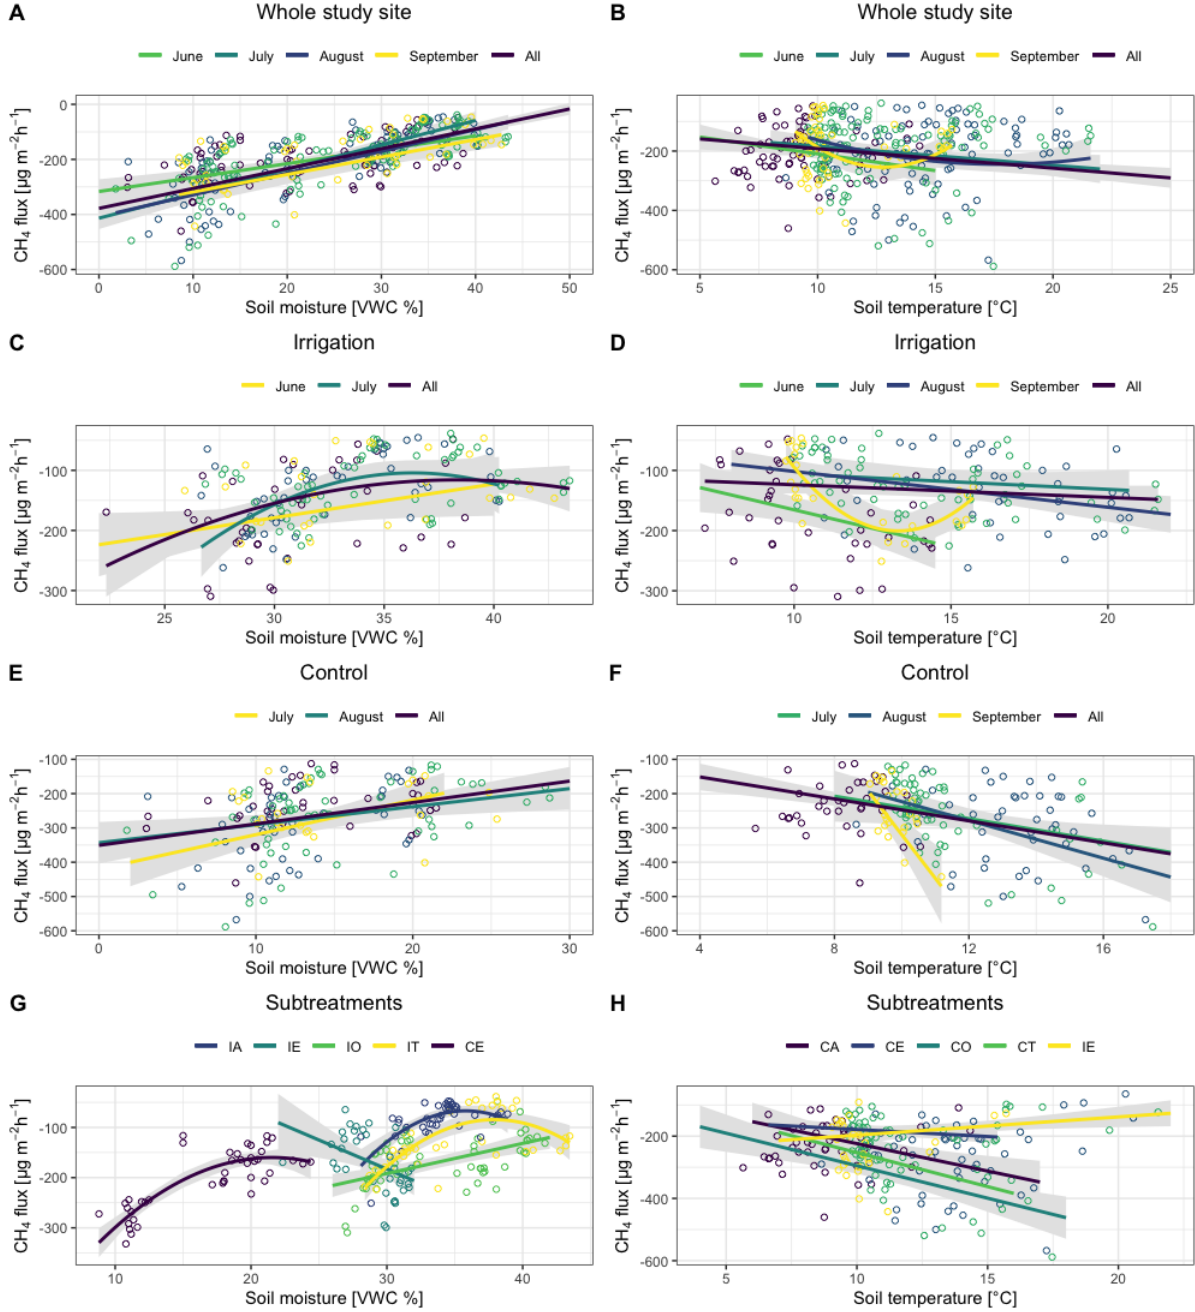 A Whole study site
June July August September All
CH4 flux [µg m−2h−1]
0
-200
-400
-600
0 10 20 30 40 50
Soil moisture [VWC %]
B Whole study site
June July August September All
CH4 flux [µg m−2h−1]
-200
-400
-600
5 10 15 20 25
Soil temperature [°C]
C Irrigation
June July All
CH4 flux [µg m−2h−1]
-100
-200
-300
25 30 35 40
Soil moisture [VWC %]
D Irrigation
June July August September All
CH4 flux [µg m−2h−1]
-100
-200
-300
10 15 20
Soil temperature [°C]
E Control
July August All
CH4 flux [µg m−2h−1]
-100
-200
-300
-400
-500
-600
0 10 20 30
Soil moisture [VWC %]
F Control
July August September All
CH4 flux [µg m−2h−1]
-100
-200
-300
-400
-500
-600
4 8 12 16
Soil temperature [°C]
G Subtreatments
IA IE IO IT CE
CH4 flux [µg m−2h−1]
-100
-200
-300
10 20 30 40
Soil moisture [VWC %]
H Subtreatments
CA CE CO CT IE
CH4 flux [µg m−2h−1]
-200
-400
-600
5 10 15 20
Soil temperature [°C]